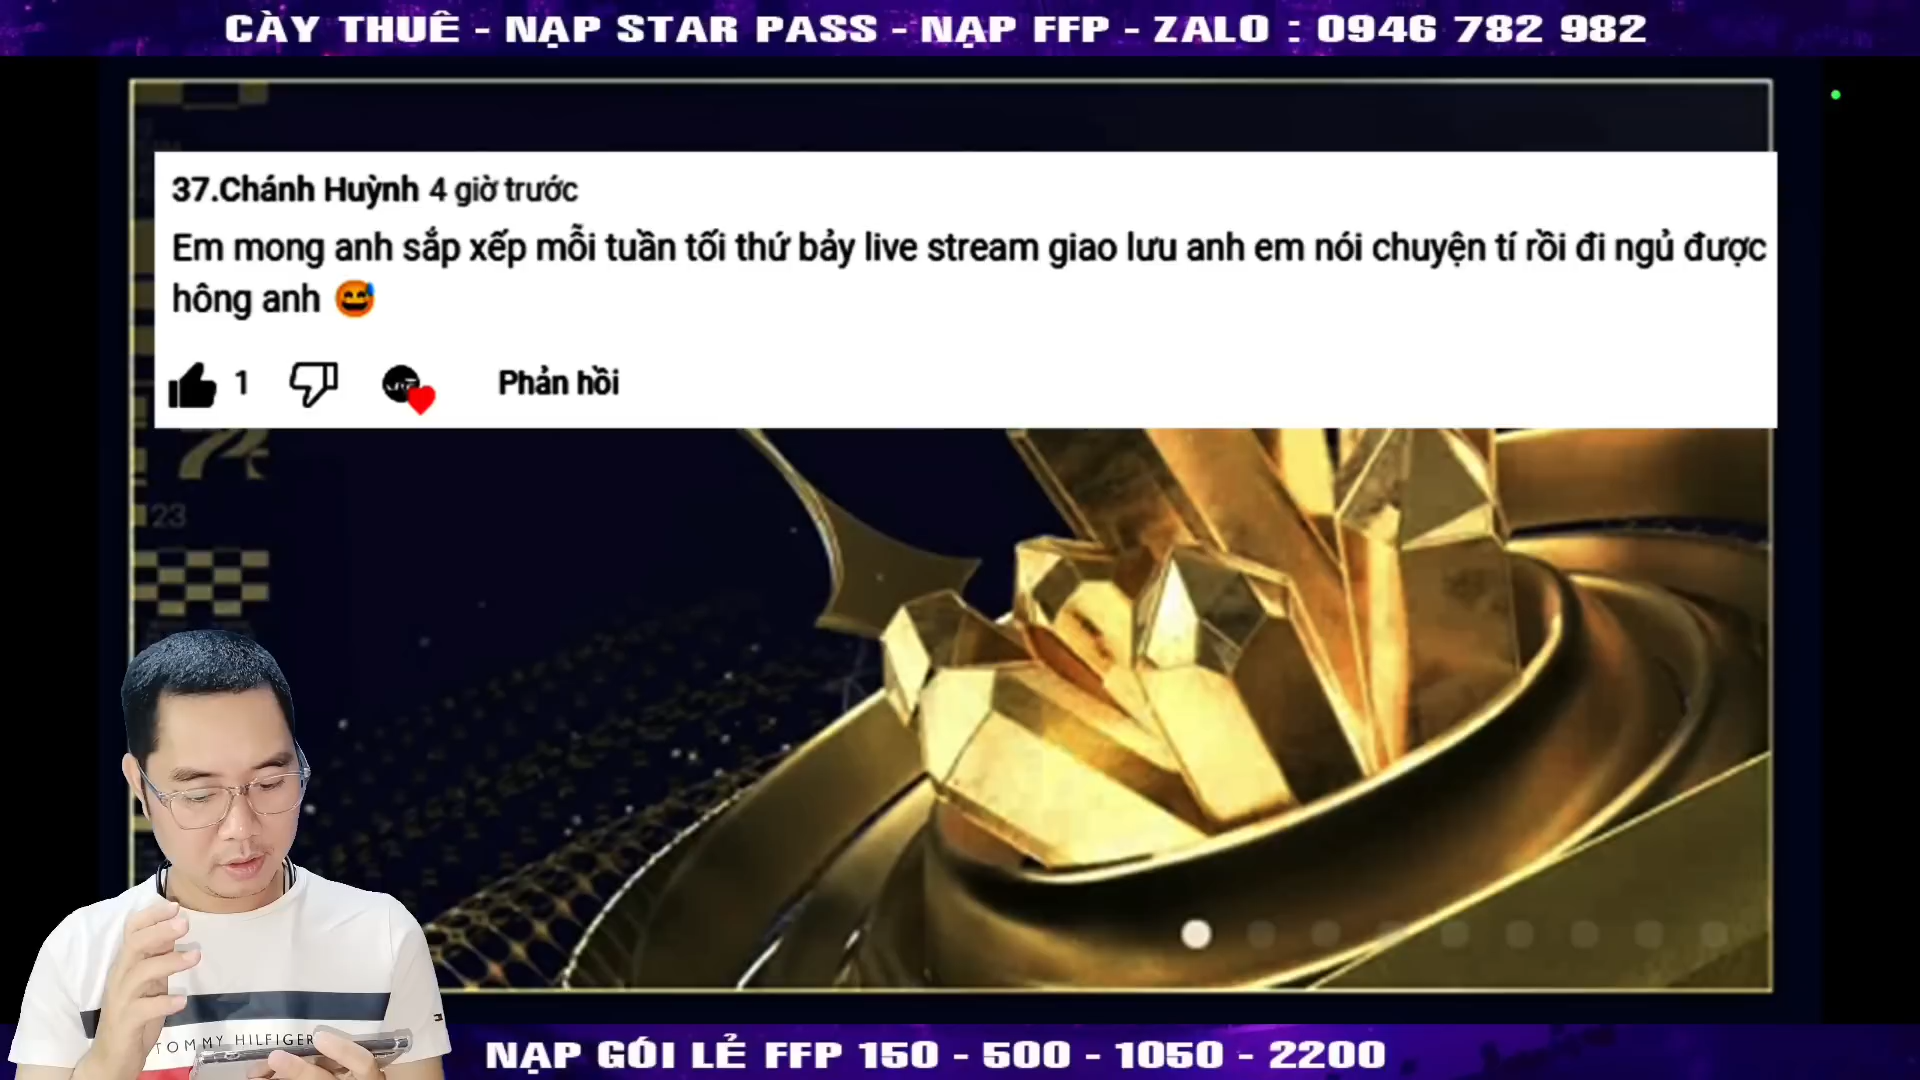 CÀY THUÊ - NẠP STAR PASS - NẠP FFP - ZALO : 0946 782 982
37.Chánh Huỳnh 4 giờ trước
Em mong anh sắp xếp mỗi tuần tối thứ bảy live stream giao lưu anh em nói chuyện tí rồi đi ngủ được
hông anh 😅
1 Phản hồi
23
TOMMY HILFIGER
NẠP GÓI LẺ FFP 150 - 500 - 1050 - 2200